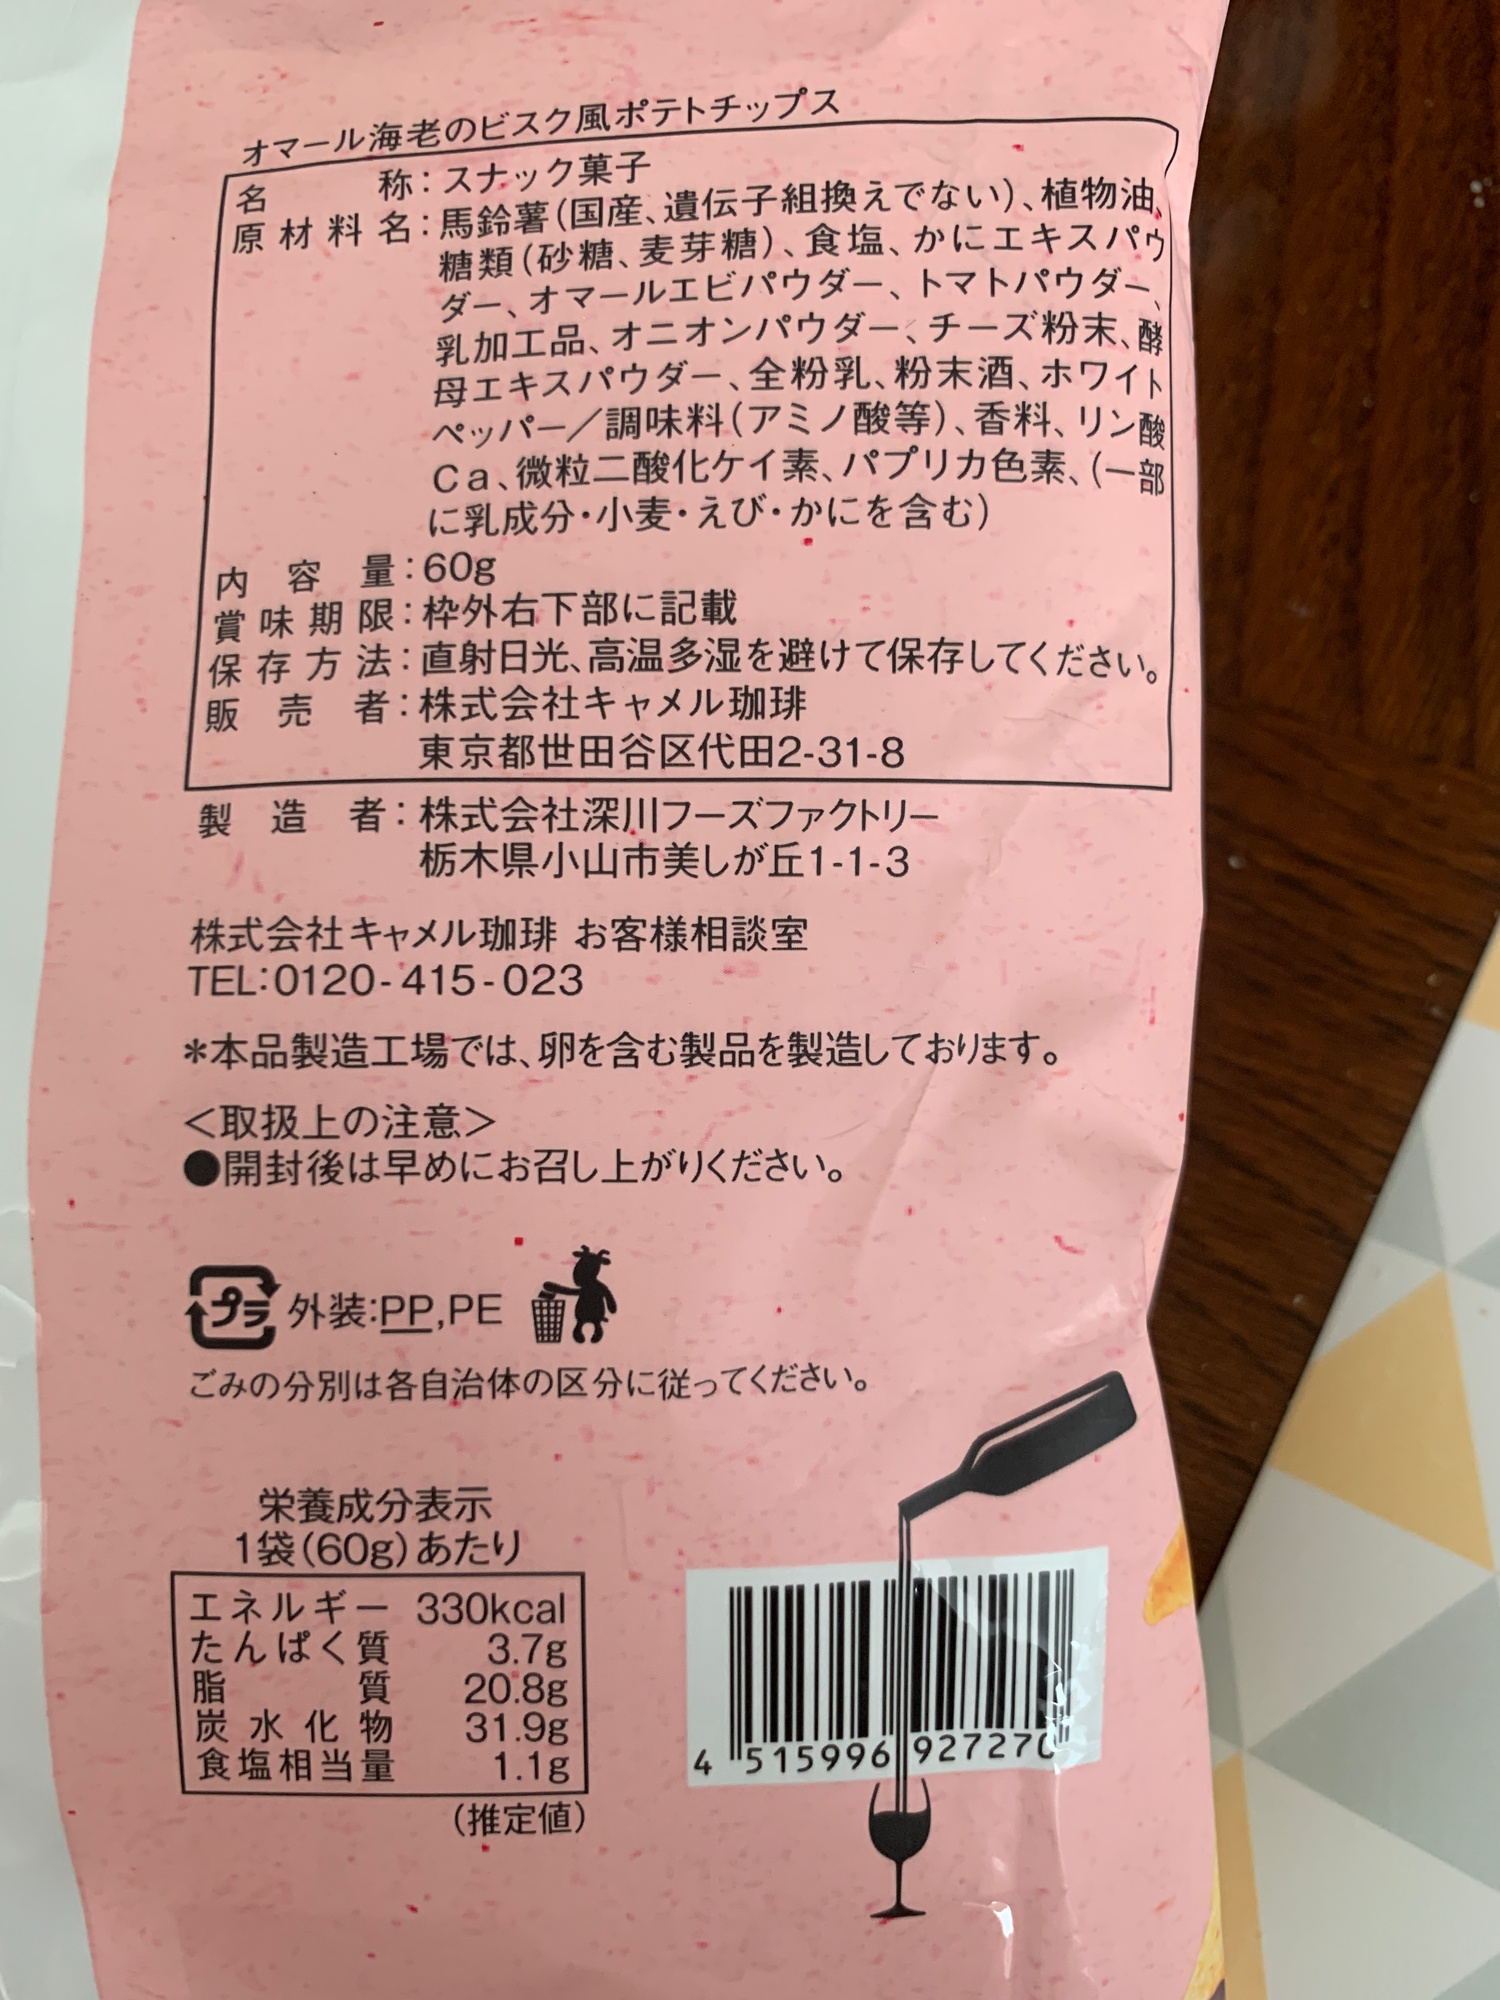 オマール海老のビスク風ポテトチップス
名称：スナック菓子
原材料名：馬鈴薯(国産、遺伝子組換えでない)、植物油、
糖類(砂糖、麦芽糖)、食塩、かにエキスパウ
ダー、オマールエビパウダー、トマトパウダー、
乳加工品、オニオンパウダー、チーズ粉末、酵
母エキスパウダー、全粉乳、粉末酒、ホワイト
ペッパー／調味料(アミノ酸等)、香料、リン酸
Ca、微粒二酸化ケイ素、パプリカ色素、(一部
に乳成分・小麦・えび・かにを含む)
内容量：60g
賞味期限：枠外右下部に記載
保存方法：直射日光、高温多湿を避けて保存してください。
販売者：株式会社キャメル珈琲
東京都世田谷区代田2-31-8
製造者：株式会社深川フーズファクトリー
栃木県小山市美しが丘1-1-3
株式会社キャメル珈琲 お客様相談室
TEL:0120-415-023
＊本品製造工場では、卵を含む製品を製造しております。
＜取扱上の注意＞
●開封後は早めにお召し上がりください。
プラ 外装:PP,PE
ごみの分別は各自治体の区分に従ってください。
栄養成分表示
1袋(60g)あたり
エネルギー 330kcal
たんぱく質 3.7g
脂質 20.8g
炭水化物 31.9g
食塩相当量 1.1g
(推定値)
4 515996 927270